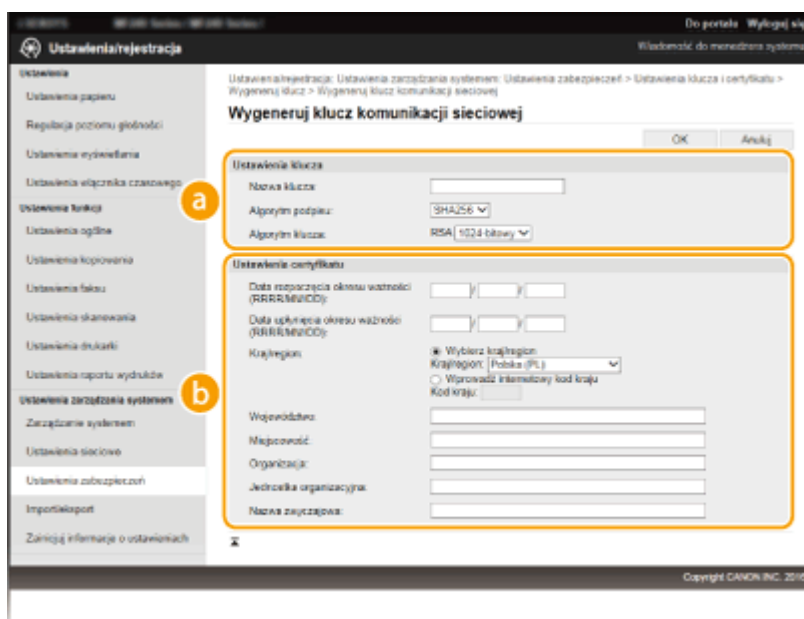 Do portalu Wyloguj się
Ustawienia/rejestracja
Wiadomość do menedżera systemu
Ustawienia
Ustawienia papieru
Regulacja poziomu głośności
Ustawienia wyświetlania
Ustawienia włącznika czasowego
Ustawienia funkcji
Ustawienia ogólne
Ustawienia kopiowania
Ustawienia faksu
Ustawienia skanowania
Ustawienia drukarki
Ustawienia raportu wydruków
Ustawienia zarządzania systemem
Zarządzanie systemem
Ustawienia sieciowe
Ustawienia zabezpieczeń
Import/eksport
Zainicjuj informacje o ustawieniach
Ustawienia/rejestracja: Ustawienia zarządzania systemem: Ustawienia zabezpieczeń > Ustawienia klucza i certyfikatu >
Wygeneruj klucz > Wygeneruj klucz komunikacji sieciowej
Wygeneruj klucz komunikacji sieciowej
OK Anuluj
a
Ustawienia klucza
Nazwa klucza:
Algorytm podpisu: SHA256
Algorytm klucza: RSA 1024-bitowy
b
Ustawienia certyfikatu
Data rozpoczęcia okresu ważności
(RRRR/MM/DD): / /
Data upłynięcia okresu ważności
(RRRR/MM/DD): / /
Kraj/region: Wybierz kraj/region
Kraj/region: Polska (PL)
Wprowadź internetowy kod kraju
Kod kraju:
Województwo:
Miejscowość:
Organizacja:
Jednostka organizacyjna:
Nazwa zwyczajowa:
Copyright CANON INC. 2016